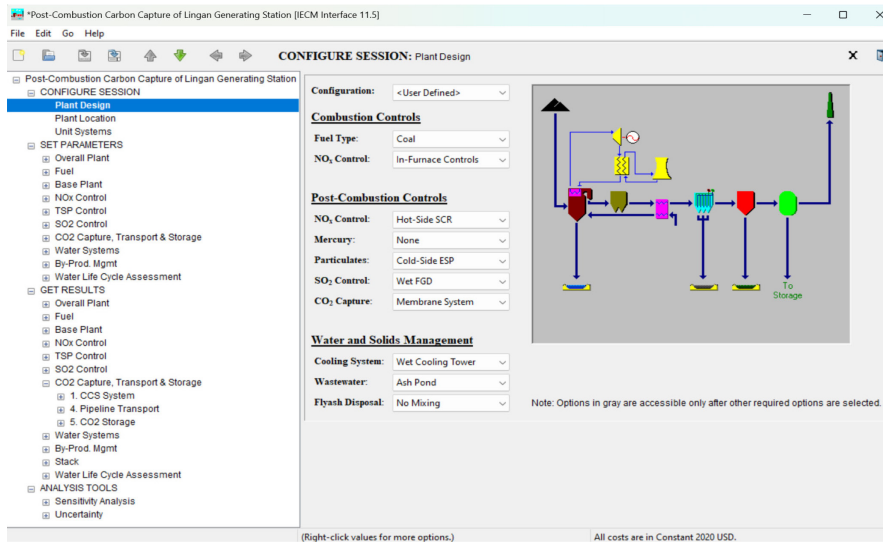 *Post-Combustion Carbon Capture of Lingan Generating Station [IECM Interface 11.5]
File Edit Go Help
CONFIGURE SESSION: Plant Design
Post-Combustion Carbon Capture of Lingan Generating Station
CONFIGURE SESSION
Plant Design
Plant Location
Unit Systems
SET PARAMETERS
Overall Plant
Fuel
Base Plant
NOx Control
TSP Control
SO2 Control
CO2 Capture, Transport & Storage
Water Systems
By-Prod. Mgmt
Water Life Cycle Assessment
GET RESULTS
Overall Plant
Fuel
Base Plant
NOx Control
TSP Control
SO2 Control
CO2 Capture, Transport & Storage
1. CCS System
4. Pipeline Transport
5. CO2 Storage
Water Systems
By-Prod. Mgmt
Stack
Water Life Cycle Assessment
ANALYSIS TOOLS
Sensitivity Analysis
Uncertainty
Configuration: <User Defined>
Combustion Controls
Fuel Type: Coal
NOₓ Control: In-Furnace Controls
Post-Combustion Controls
NOₓ Control: Hot-Side SCR
Mercury: None
Particulates: Cold-Side ESP
SO₂ Control: Wet FGD
CO₂ Capture: Membrane System
Water and Solids Management
Cooling System: Wet Cooling Tower
Wastewater: Ash Pond
Flyash Disposal: No Mixing
To
Storage
Note: Options in gray are accessible only after other required options are selected.
(Right-click values for more options.) All costs are in Constant 2020 USD.